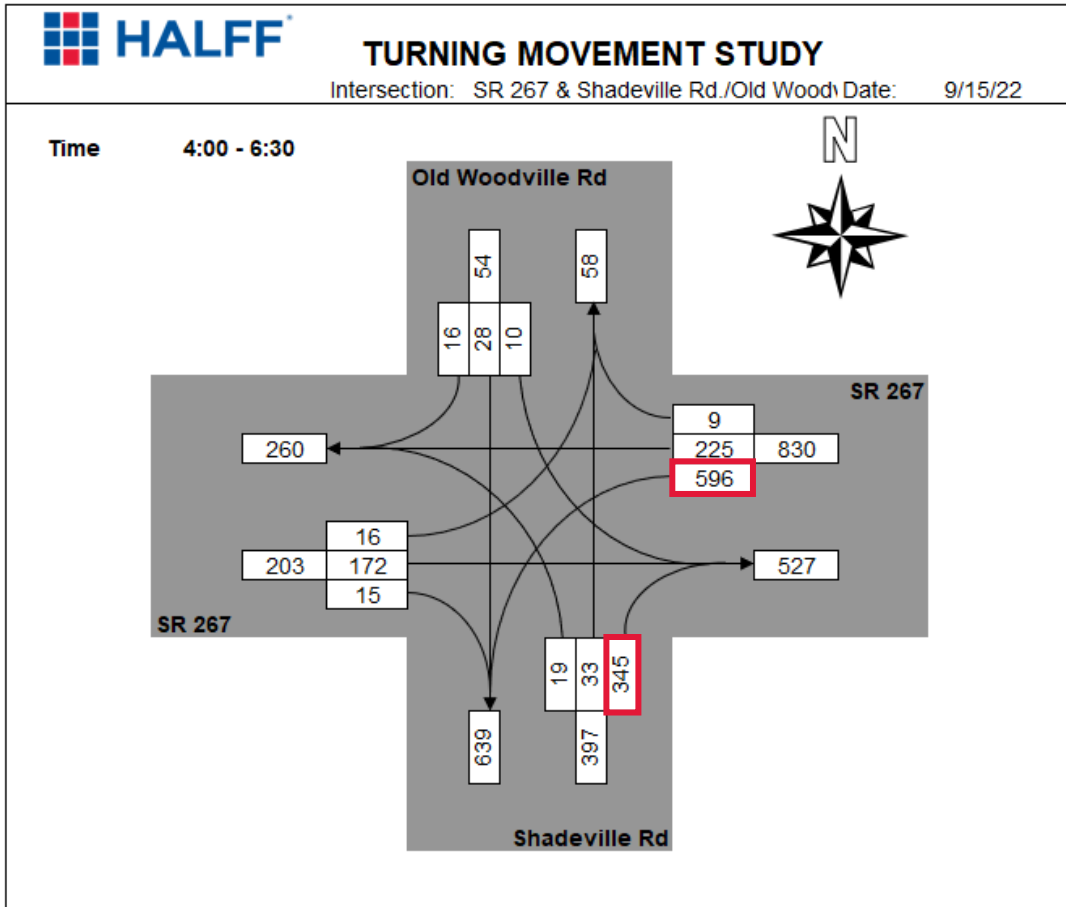 HALFF
TURNING MOVEMENT STUDY
Intersection: SR 267 & Shadeville Rd./Old Woodv Date: 9/15/22
Time 4:00 - 6:30
N
Old Woodville Rd
54
58
16 28 10
SR 267
9
260
225 830
596
16
203 172
527
15
SR 267
19 33 345
639
397
Shadeville Rd